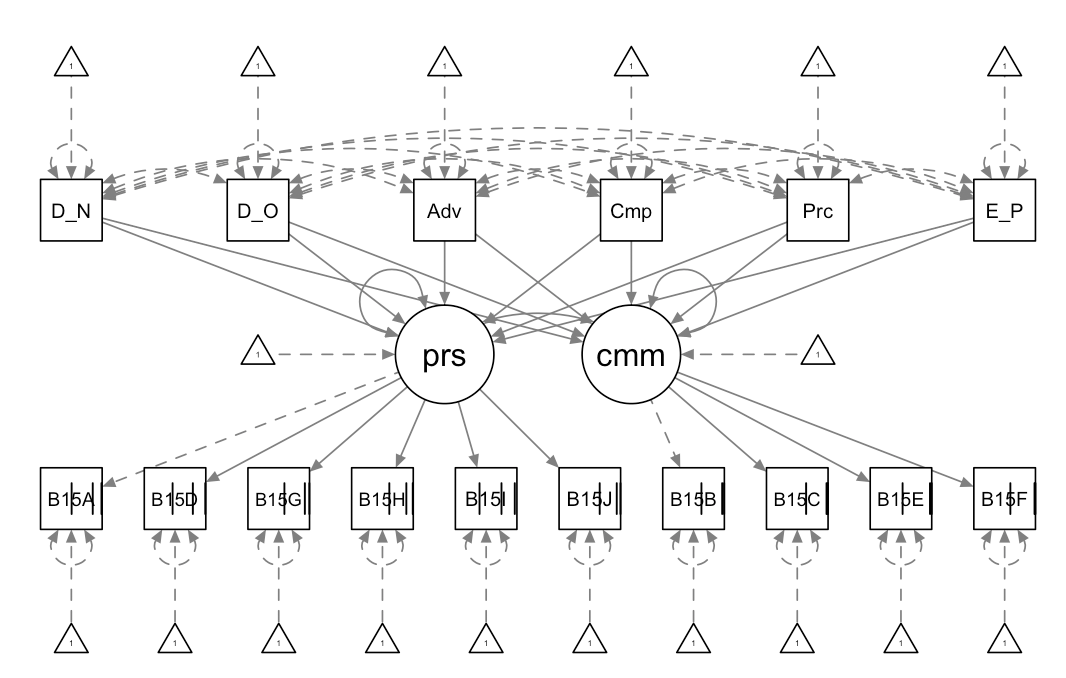 1 1 1 1 1 1
D_N D_O Adv Cmp Prc E_P
1 prs cmm 1
B15A B15D B15G B15H B15I B15J B15B B15C B15E B15F
1 1 1 1 1 1 1 1 1 1